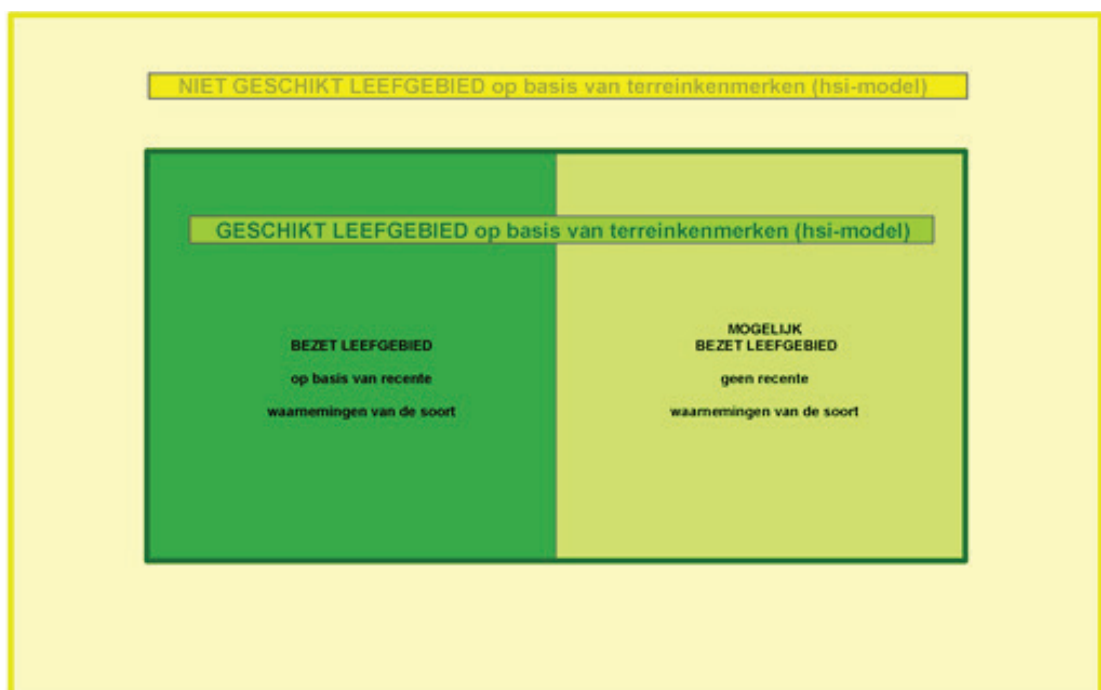 NIET GESCHIKT LEEFGEBIED op basis van terreinkenmerken (hsi-model)
GESCHIKT LEEFGEBIED op basis van terreinkenmerken (hsi-model)
BEZET LEEFGEBIED
op basis van recente
waarnemingen van de soort
MOGELIJK
BEZET LEEFGEBIED
geen recente
waarnemingen van de soort